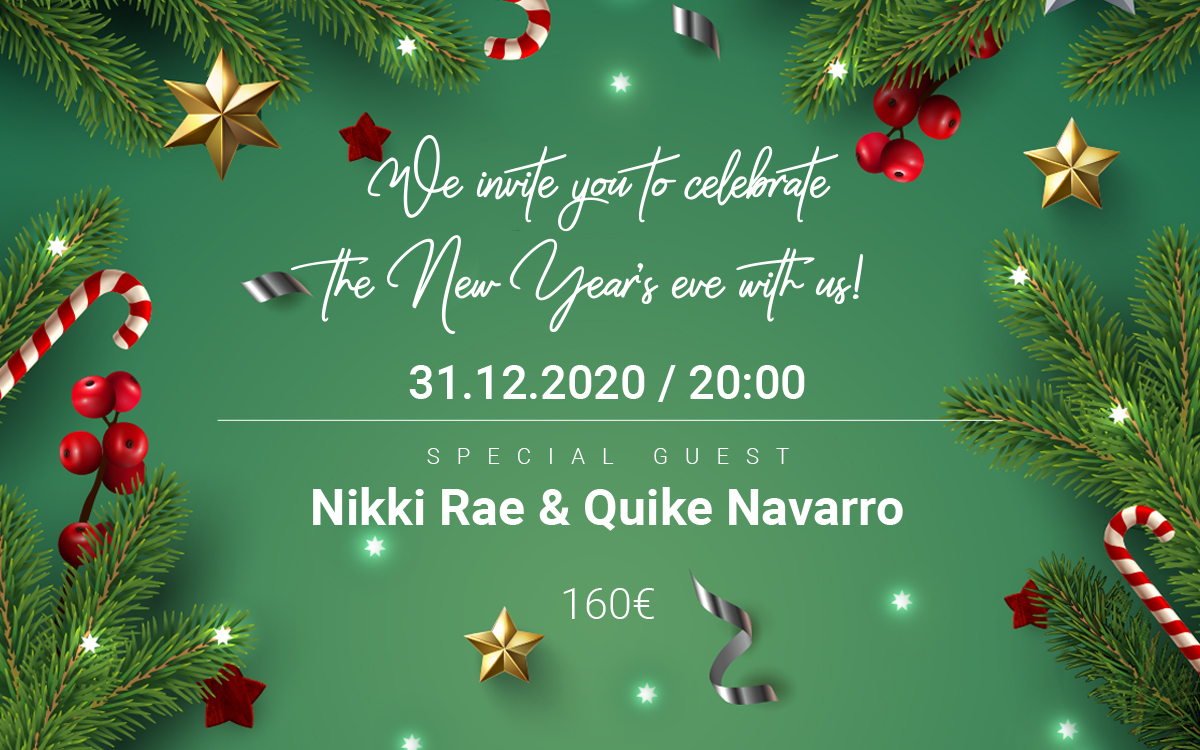 We invite you to celebrate
the New Year's eve with us!
31.12.2020 / 20:00
SPECIAL GUEST
Nikki Rae & Quike Navarro
160€